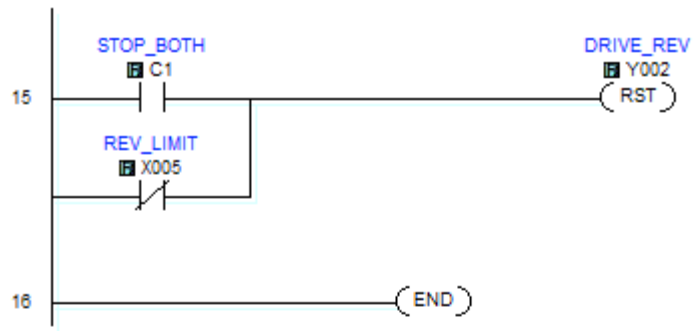 STOP_BOTH DRIVE_REV
F C1 F Y002
15 RST
REV_LIMIT
F X005
16 END